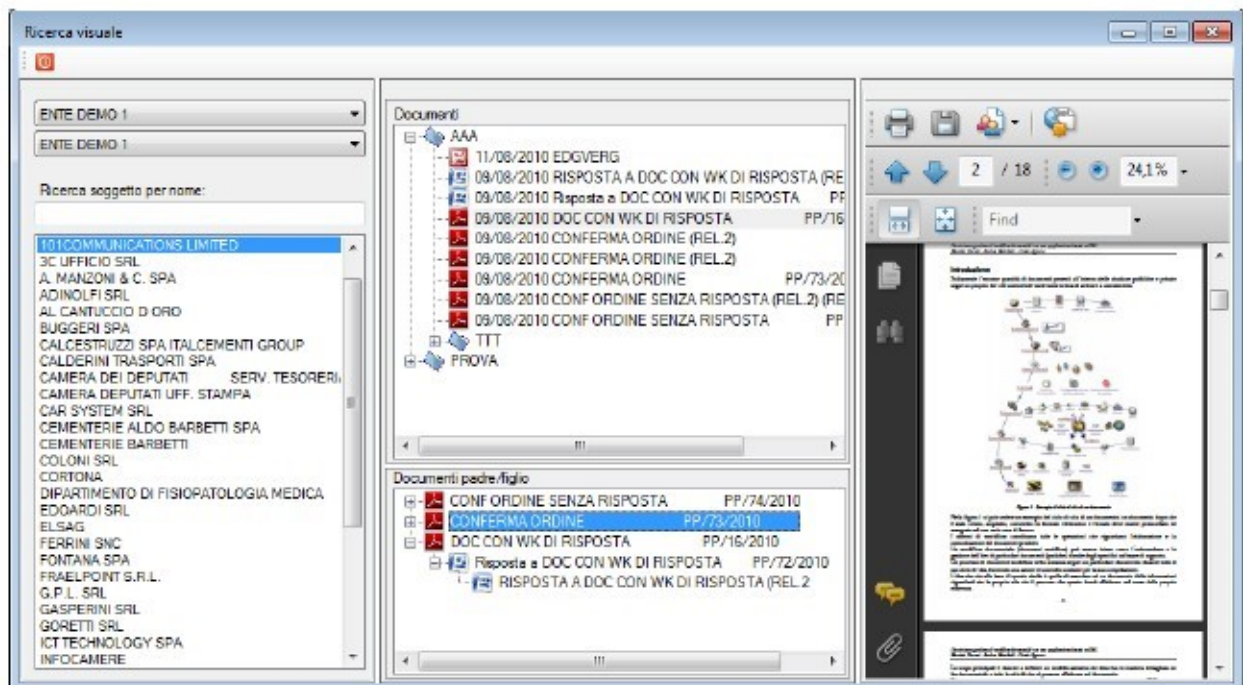 Ricerca visuale
ENTE DEMO 1
ENTE DEMO 1
Ricerca soggetto per nome:
101COMMUNICATIONS LIMITED
3C UFFICIO SRL
A. MANZONI & C. SPA
ADINOLFI SRL
AL CANTUCCIO D ORO
BUGGERI SPA
CALCESTRUZZI SPA ITALCEMENTI GROUP
CALDERINI TRASPORTI SPA
CAMERA DEI DEPUTATI SERV. TESORERI
CAMERA DEPUTATI UFF. STAMPA
CAR SYSTEM SRL
CEMENTERIE ALDO BARBETTI SPA
CEMENTERIE BARBETTI
COLONI SRL
CORTONA
DIPARTIMENTO DI FISIOPATOLOGIA MEDICA
EDOARDI SRL
ELSAG
FERRINI SNC
FONTANA SPA
FRAELPOINT S.R.L.
G.P.L. SRL
GASPERINI SRL
GORETTI SRL
ICT TECHNOLOGY SPA
INFOCAMERE
Documenti
AAA
11/08/2010 EDGVERG
09/08/2010 RISPOSTA A DOC CON WK DI RISPOSTA (RE
09/08/2010 Risposta a DOC CON WK DI RISPOSTA PP
09/08/2010 DOC CON WK DI RISPOSTA PP/16
09/08/2010 CONFERMA ORDINE (REL.2)
09/08/2010 CONFERMA ORDINE (REL.2)
09/08/2010 CONFERMA ORDINE PP/73/20
09/08/2010 CONF ORDINE SENZA RISPOSTA (REL.2) (RE
09/08/2010 CONF ORDINE SENZA RISPOSTA PP
TTT
PROVA
Documenti padre/figlio
CONF ORDINE SENZA RISPOSTA PP/74/2010
CONFERMA ORDINE PP/73/2010
DOC CON WK DI RISPOSTA PP/16/2010
Risposta a DOC CON WK DI RISPOSTA PP/72/2010
RISPOSTA A DOC CON WK DI RISPOSTA (REL.2
2 / 18 24,1%
Find
Introduzione